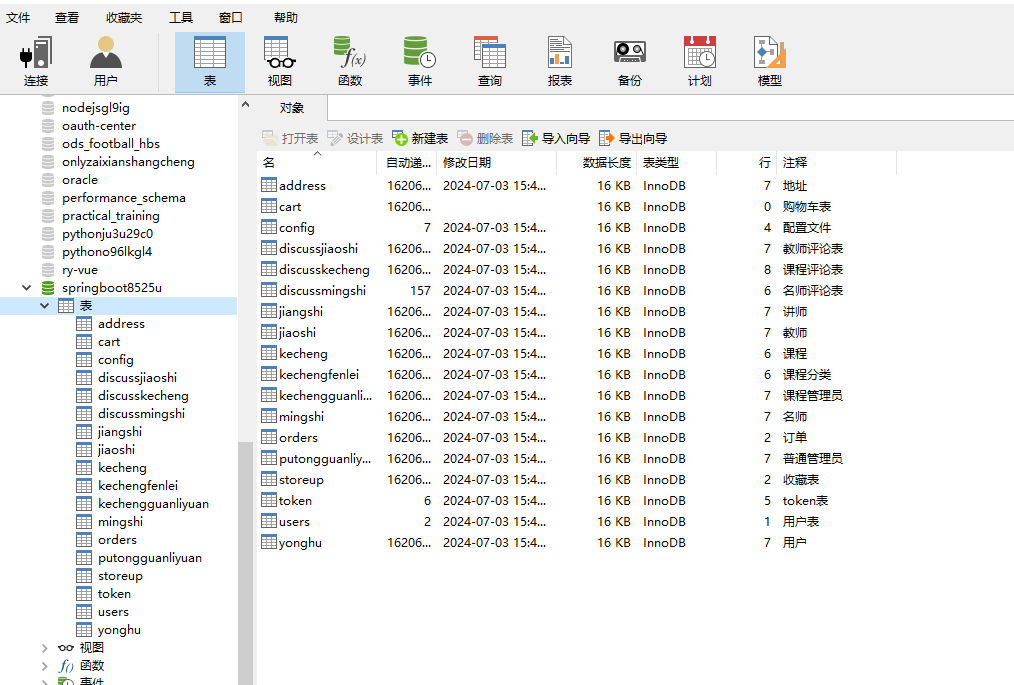 文件 查看 收藏夹 工具 窗口 帮助
连接 用户 表 视图 函数 事件 查询 报表 备份 计划 模型
nodejsgl9ig
oauth-center
ods_football_hbs
onlyzaixianshangcheng
oracle
performance_schema
practical_training
pythonju3u29c0
pythono96lkgl4
ry-vue
springboot8525u
表
address
cart
config
discussjiaoshi
discusskecheng
discussmingshi
jiangshi
jiaoshi
kecheng
kechengfenlei
kechengguanliyuan
mingshi
orders
putongguanliyuan
storeup
token
users
yonghu
视图
函数
事件
对象
打开表 设计表 新建表 删除表 导入向导 导出向导
名 自动递... 修改日期 数据长度 表类型 行 注释
address 16206... 2024-07-03 15:4... 16 KB InnoDB 7 地址
cart 16206... 16 KB InnoDB 0 购物车表
config 7 2024-07-03 15:4... 16 KB InnoDB 4 配置文件
discussjiaoshi 16206... 2024-07-03 15:4... 16 KB InnoDB 7 教师评论表
discusskecheng 16206... 2024-07-03 15:4... 16 KB InnoDB 8 课程评论表
discussmingshi 157 2024-07-03 15:4... 16 KB InnoDB 6 名师评论表
jiangshi 16206... 2024-07-03 15:4... 16 KB InnoDB 7 讲师
jiaoshi 16206... 2024-07-03 15:4... 16 KB InnoDB 7 教师
kecheng 16206... 2024-07-03 15:4... 16 KB InnoDB 6 课程
kechengfenlei 16206... 2024-07-03 15:4... 16 KB InnoDB 6 课程分类
kechengguanli... 16206... 2024-07-03 15:4... 16 KB InnoDB 7 课程管理员
mingshi 16206... 2024-07-03 15:4... 16 KB InnoDB 7 名师
orders 16206... 2024-07-03 15:4... 16 KB InnoDB 2 订单
putongguanliy... 16206... 2024-07-03 15:4... 16 KB InnoDB 7 普通管理员
storeup 16206... 2024-07-03 15:4... 16 KB InnoDB 2 收藏表
token 6 2024-07-03 15:4... 16 KB InnoDB 5 token表
users 2 2024-07-03 15:4... 16 KB InnoDB 1 用户表
yonghu 16206... 2024-07-03 15:4... 16 KB InnoDB 7 用户